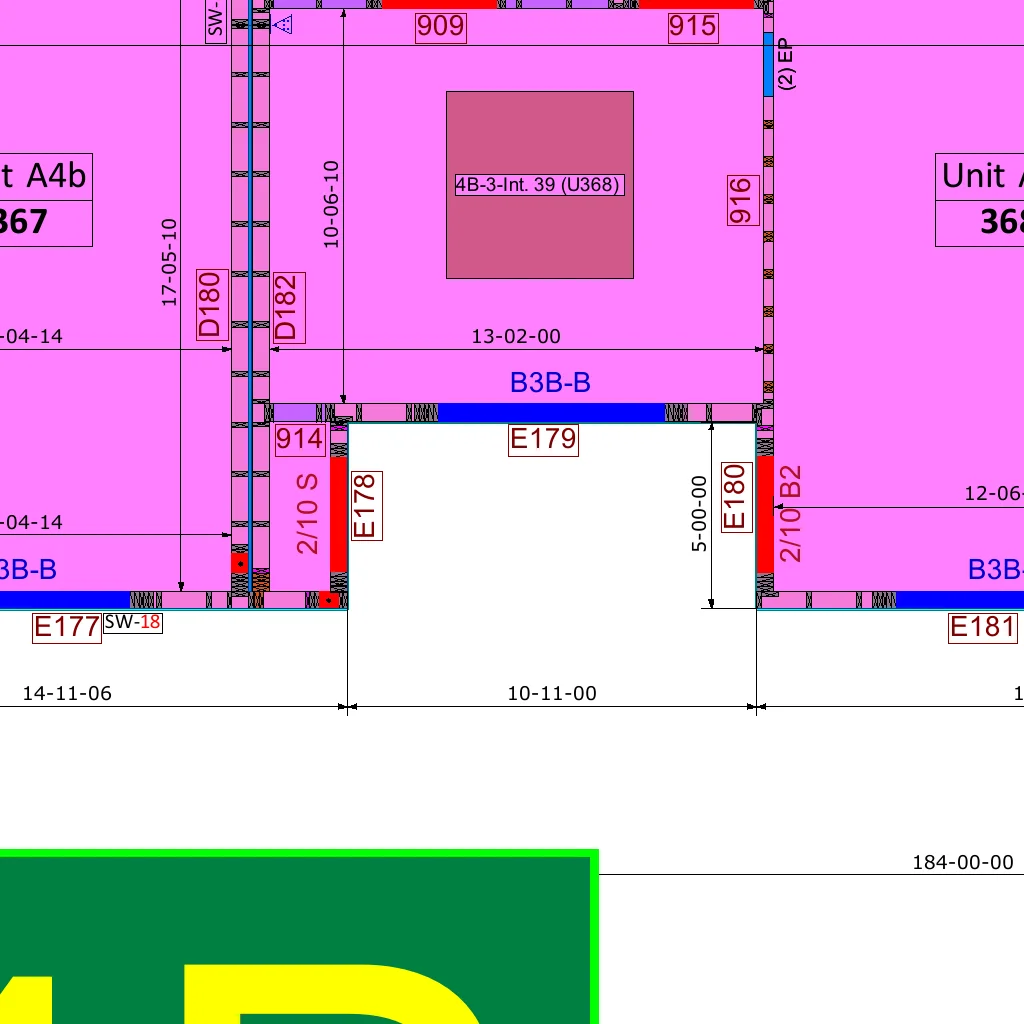 SW-
909
915
(2) EP
t A4b
367
Unit
368
4B-3-Int. 39 (U368)
916
10-06-10
17-05-10
D180
D182
-04-14
13-02-00
B3B-B
914
E179
2/10 S
E178
5-00-00
E180
2/10 B2
12-06-
-04-14
3B-B
B3B-
E177
SW-18
E181
14-11-06
10-11-00
1
184-00-00